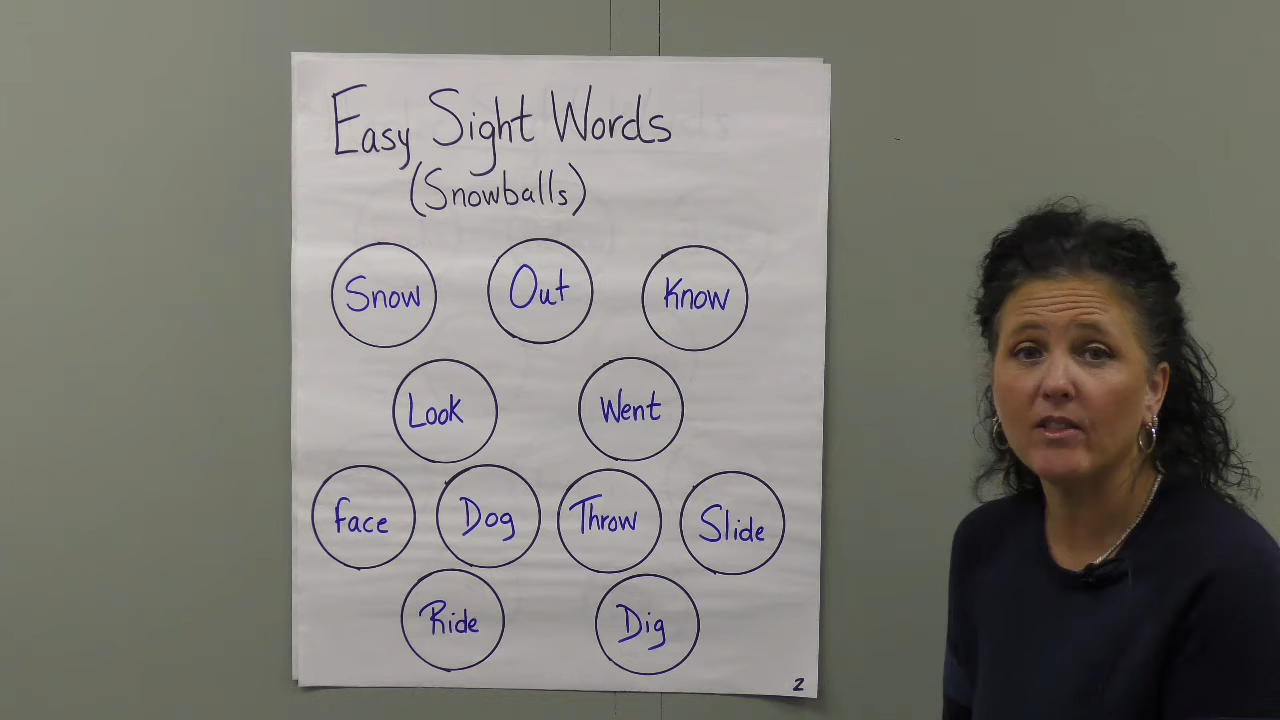 Easy Sight Words
(Snowballs)
Snow Out Know
Look Went
face Dog Throw Slide
Ride Dig
2